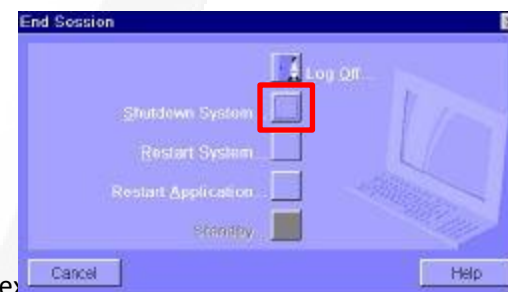 End Session
Log Off...
Shutdown System
Restart System
Restart Application
Standby
Cancel
Help